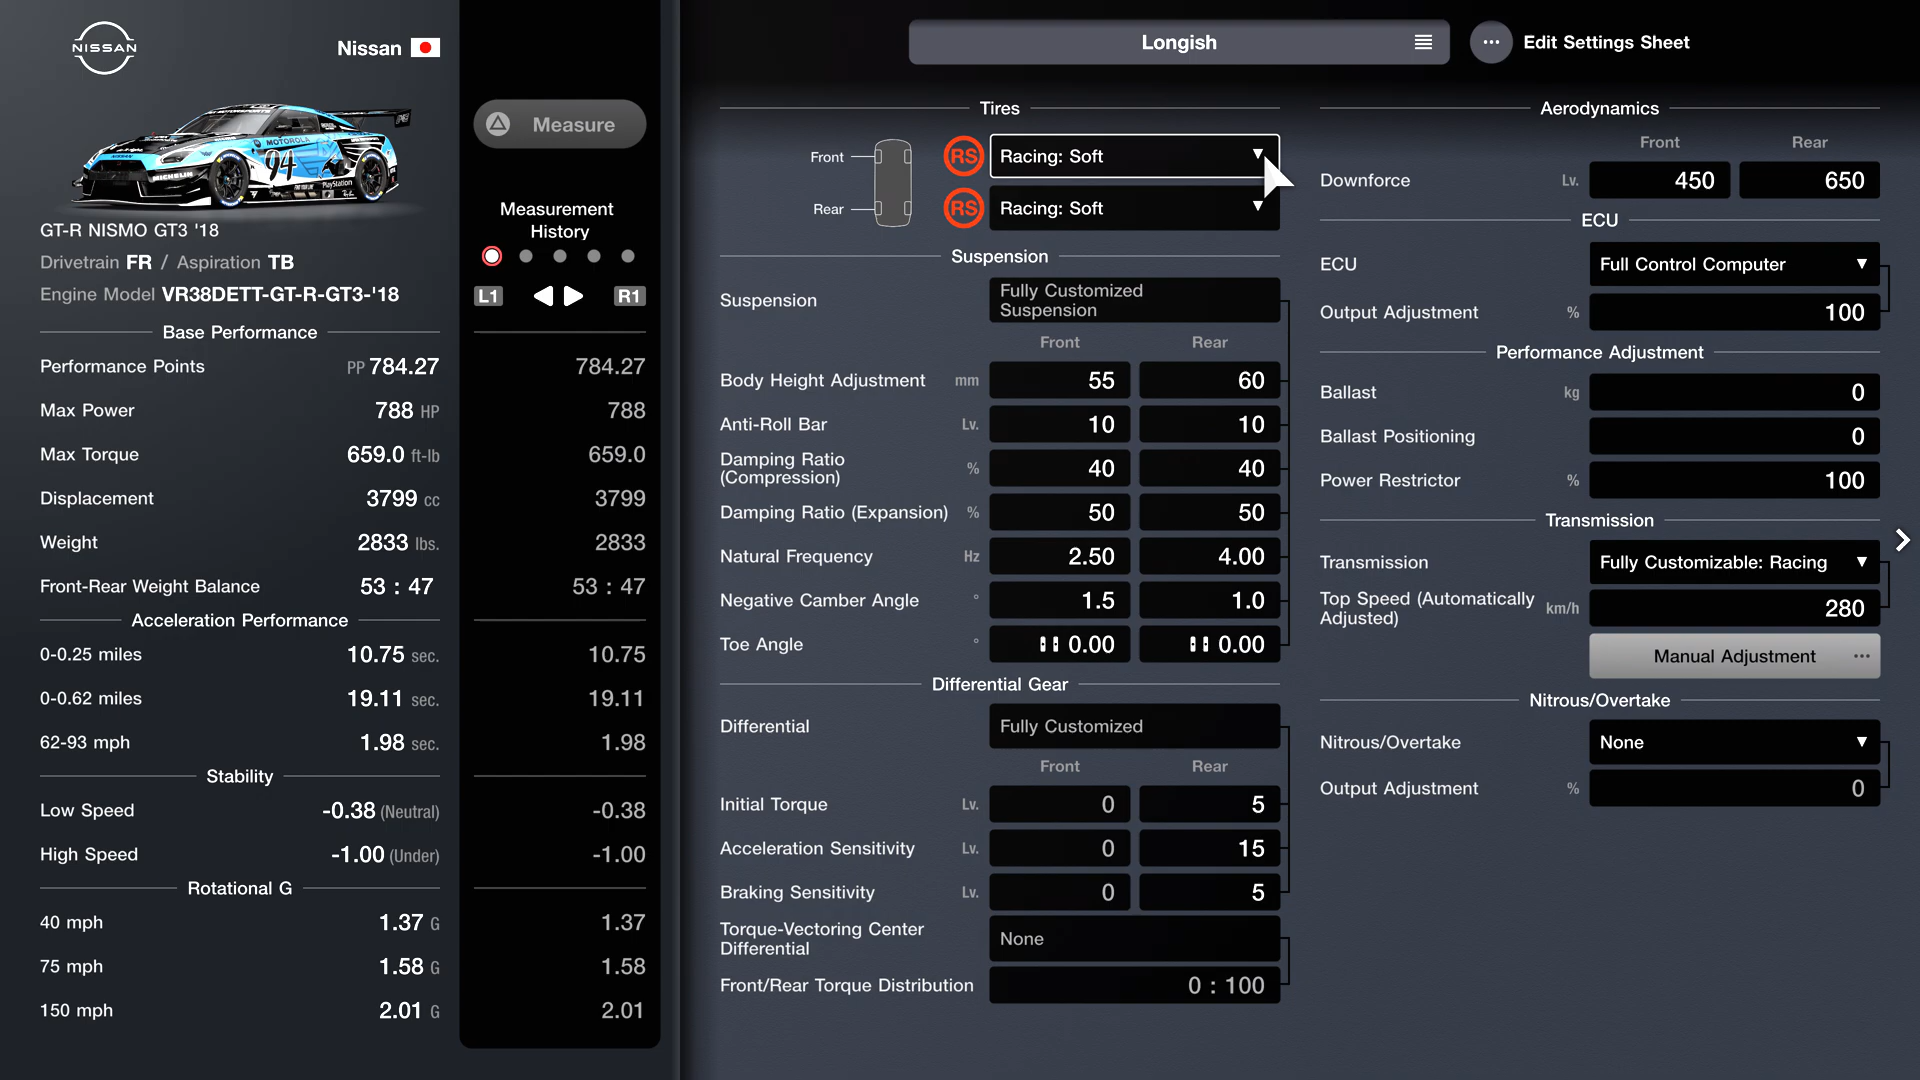 NISSAN
Nissan
MOTOROLA
94
MICHELIN
PlayStation
GT-R NISMO GT3 '18
Drivetrain FR / Aspiration TB
Engine Model VR38DETT-GT-R-GT3-'18
Base Performance
Performance Points PP 784.27
Max Power 788 HP
Max Torque 659.0 ft-lb
Displacement 3799 cc
Weight 2833 lbs.
Front-Rear Weight Balance 53 : 47
Acceleration Performance
0-0.25 miles 10.75 sec.
0-0.62 miles 19.11 sec.
62-93 mph 1.98 sec.
Stability
Low Speed -0.38 (Neutral)
High Speed -1.00 (Under)
Rotational G
40 mph 1.37 G
75 mph 1.58 G
150 mph 2.01 G
Measure
Measurement
History
L1 R1
784.27
788
659.0
3799
2833
53 : 47
10.75
19.11
1.98
-0.38
-1.00
1.37
1.58
2.01
Longish
Edit Settings Sheet
Tires
Front RS Racing: Soft
Rear RS Racing: Soft
Suspension
Suspension Fully Customized
Suspension
Front Rear
Body Height Adjustment mm 55 60
Anti-Roll Bar Lv. 10 10
Damping Ratio
(Compression) % 40 40
Damping Ratio (Expansion) % 50 50
Natural Frequency Hz 2.50 4.00
Negative Camber Angle ° 1.5 1.0
Toe Angle ° 0.00 0.00
Differential Gear
Differential Fully Customized
Front Rear
Initial Torque Lv. 0 5
Acceleration Sensitivity Lv. 0 15
Braking Sensitivity Lv. 0 5
Torque-Vectoring Center
Differential None
Front/Rear Torque Distribution 0 : 100
Aerodynamics
Front Rear
Downforce Lv. 450 650
ECU
ECU Full Control Computer
Output Adjustment % 100
Performance Adjustment
Ballast kg 0
Ballast Positioning 0
Power Restrictor % 100
Transmission
Transmission Fully Customizable: Racing
Top Speed (Automatically
Adjusted) km/h 280
Manual Adjustment ...
Nitrous/Overtake
Nitrous/Overtake None
Output Adjustment % 0